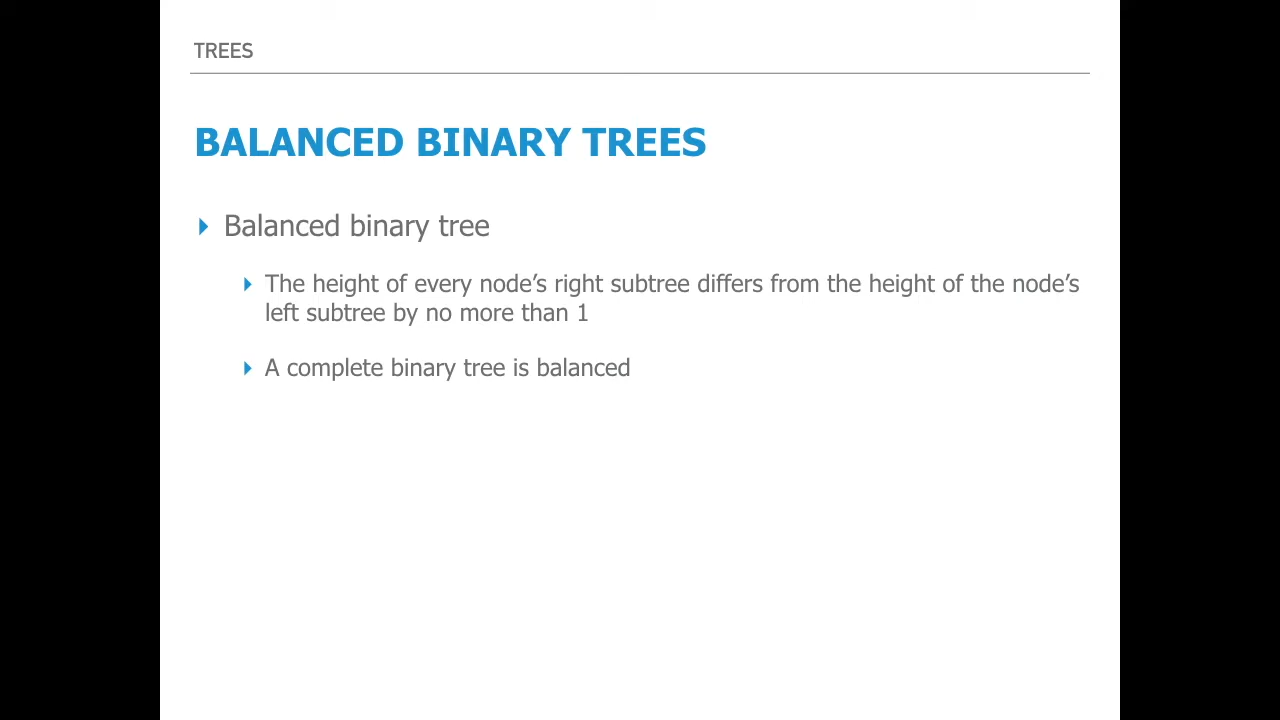 TREES
BALANCED BINARY TREES
Balanced binary tree
The height of every node’s right subtree differs from the height of the node’s
left subtree by no more than 1
A complete binary tree is balanced